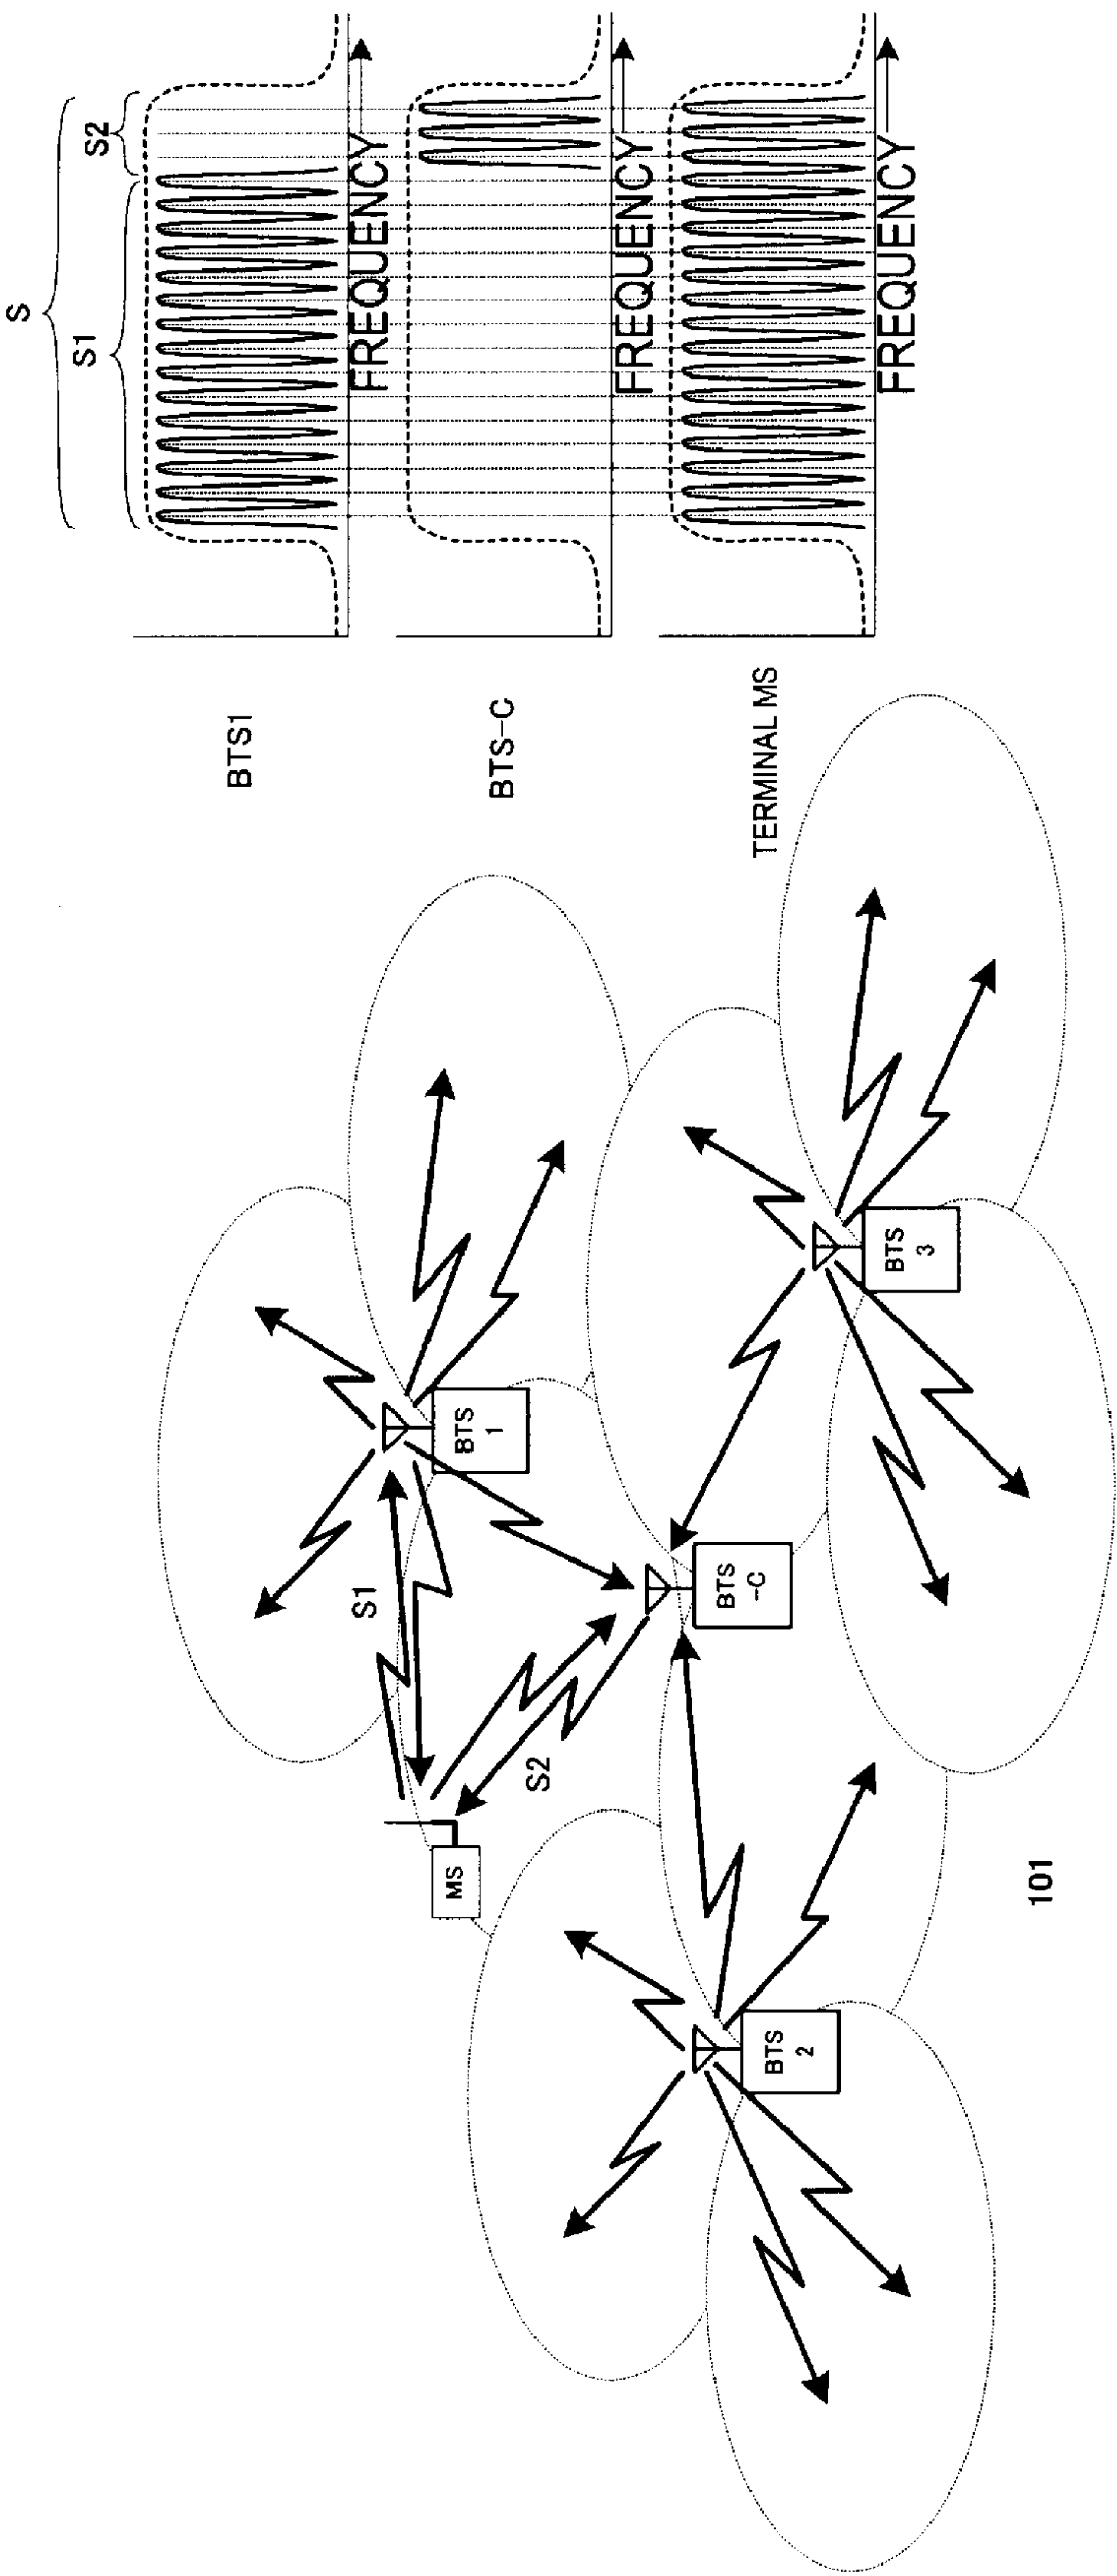 S
S1
S2
BTS1
FREQUENCY
BTS-C
FREQUENCY
TERMINAL MS
FREQUENCY
S1
MS
S2
BTS
1
BTS
-C
BTS
2
BTS
3
101